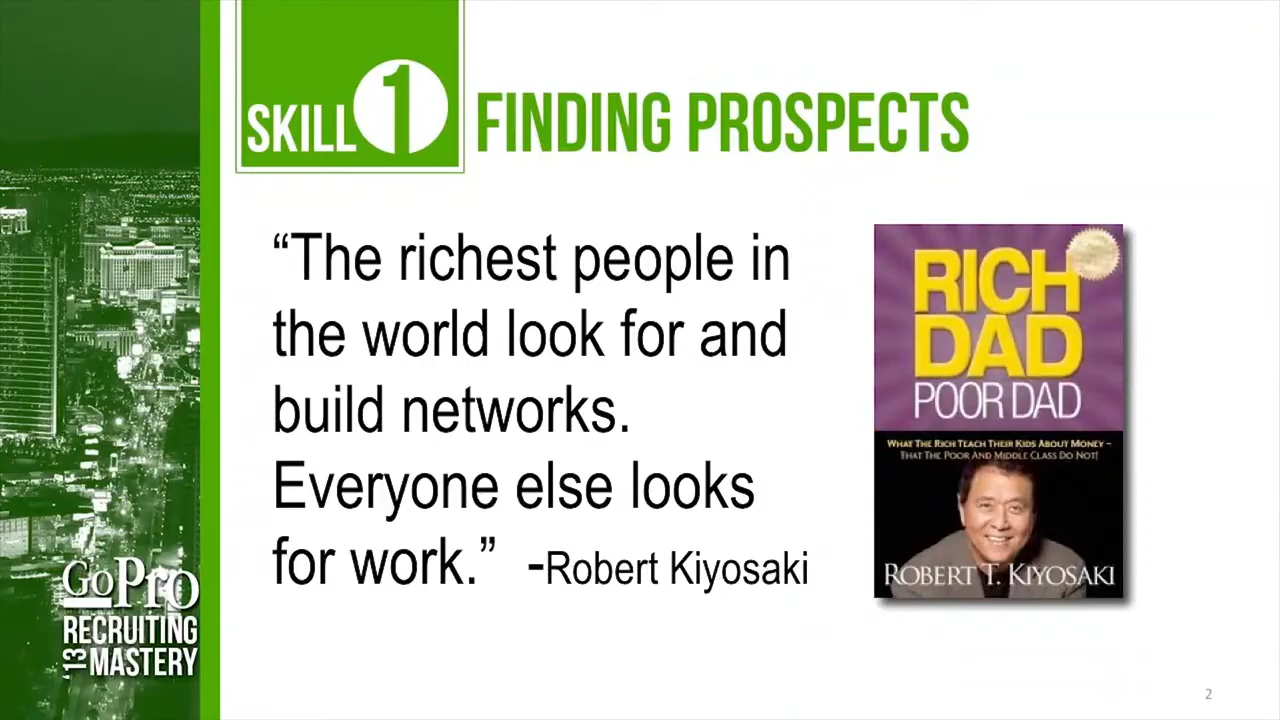 SKILL 1 FINDING PROSPECTS
“The richest people in
the world look for and
build networks.
Everyone else looks
for work.” -Robert Kiyosaki
RICH
DAD
POOR DAD
WHAT THE RICH TEACH THEIR KIDS ABOUT MONEY –
THAT THE POOR AND MIDDLE CLASS DO NOT!
ROBERT T. KIYOSAKI
GoPro
RECRUITING
'13 MASTERY
2